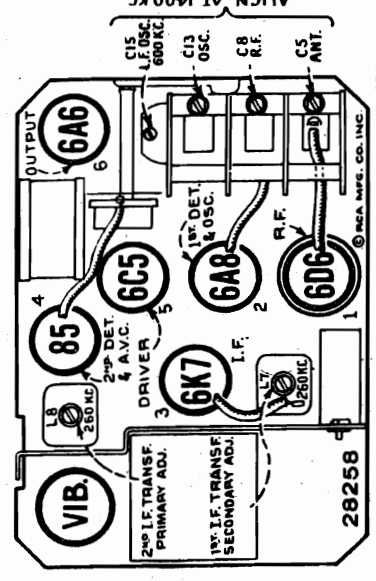 ALIGN AT 1400 KC
C15
L.F. OSC.
600 KC.
C13
OSC.
C8
R.F.
C5
ANT.
OUTPUT
6A6
6
1ST. DET.
& OSC.
R.F.
© RCA MFG. CO. INC.
4
85
2ND DET.
& A.V.C.
6C5
5
DRIVER
6A8
2
6D6
1
L8
260 KC
3
6K7
I.F.
L7
260 KC
VIB.
2ND I.F. TRANSF.
PRIMARY ADJ.
1ST. I.F. TRANSF.
SECONDARY ADJ.
28258